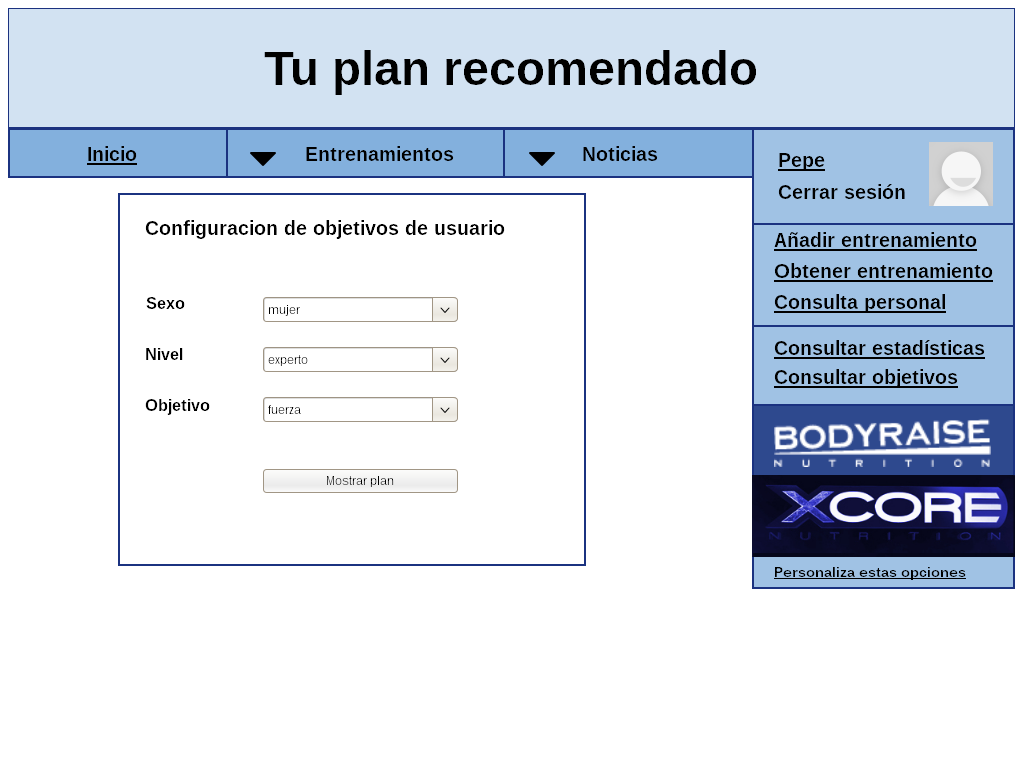 Tu plan recomendado
Inicio
Entrenamientos
Noticias
Pepe
Cerrar sesión
Configuracion de objetivos de usuario
Sexo
mujer
Nivel
experto
Objetivo
fuerza
Mostrar plan
Añadir entrenamiento
Obtener entrenamiento
Consulta personal
Consultar estadísticas
Consultar objetivos
BODYRAISE
NUTRITION
XCORE
NUTRITION
Personaliza estas opciones